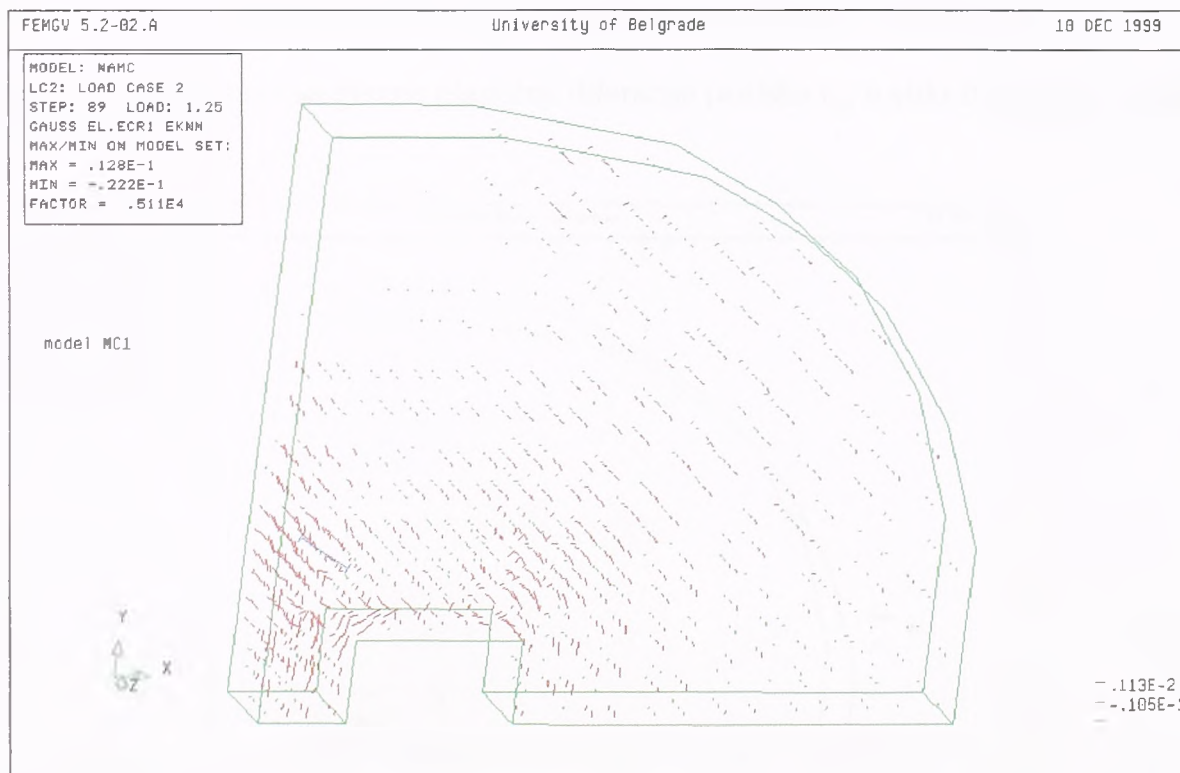 FEMGV 5.2-02.A
University of Belgrade
10 DEC 1999
MODEL: NAMC
LC2: LOAD CASE 2
STEP: 89 LOAD: 1.25
GAUSS EL.ECR1 EKNN
MAX/MIN ON MODEL SET:
MAX = .128E-1
MIN = -.222E-1
FACTOR = .511E4
model MC1
Y
X
Z
.113E-2